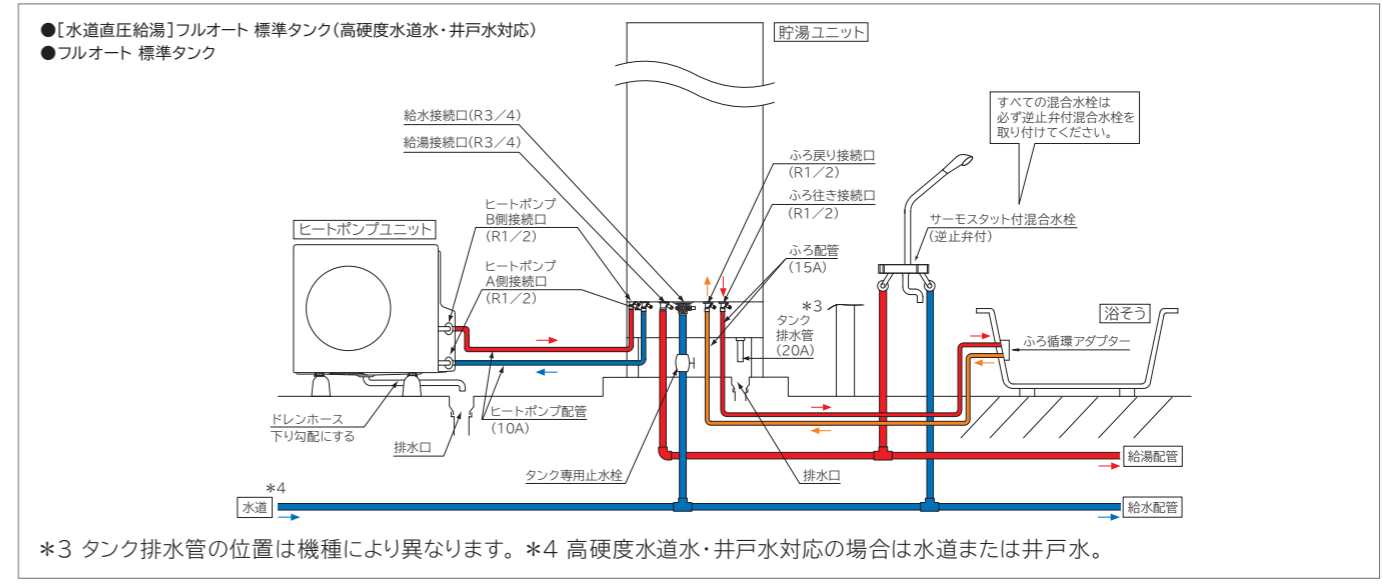 ●[水道直圧給湯]フルオート 標準タンク(高硬度水道水・井戸水対応)
●フルオート 標準タンク
貯湯ユニット
給水接続口(R3／4)
給湯接続口(R3／4)
すべての混合水栓は
必ず逆止弁付混合水栓を
取り付けてください。
ふろ戻り接続口
(R1／2)
ふろ往き接続口
(R1／2)
ヒートポンプ
B側接続口
(R1／2)
ヒートポンプユニット
サーモスタット付混合水栓
(逆止弁付)
ふろ配管
(15A)
ヒートポンプ
A側接続口
(R1／2)
＊3
タンク
排水管
(20A)
浴そう
ふろ循環アダプター
ドレンホース
下り勾配にする
ヒートポンプ配管
(10A)
排水口
タンク専用止水栓
排水口
給湯配管
＊4
水道
給水配管
＊3 タンク排水管の位置は機種により異なります。＊4 高硬度水道水・井戸水対応の場合は水道または井戸水。